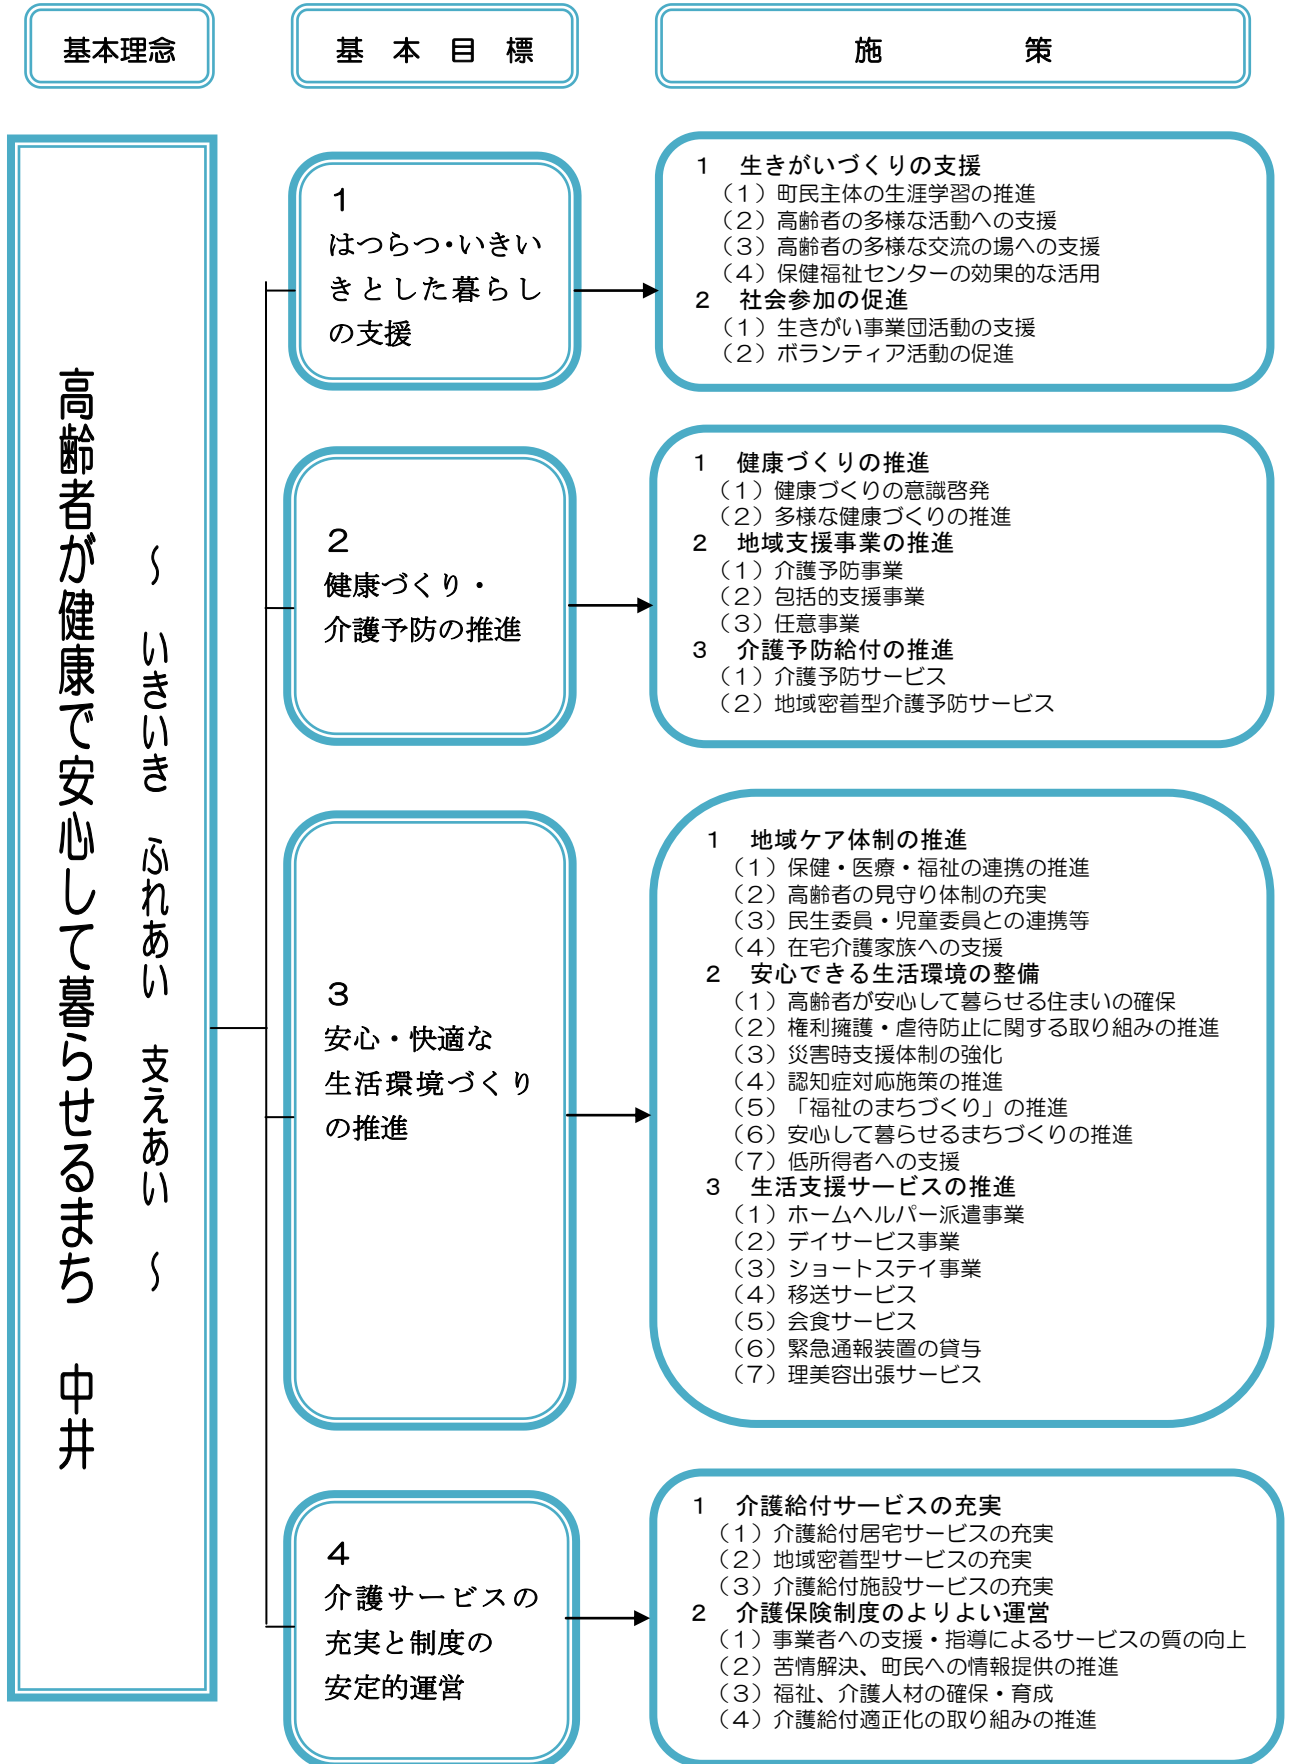 基本理念
基本目標
施策
高齢者が健康で安心して暮らせるまち 中井
～ いきいき ふれあい 支えあい ～
1
はつらつ・いきい
きとした暮らし
の支援
1 生きがいづくりの支援
（1）町民主体の生涯学習の推進
（2）高齢者の多様な活動への支援
（3）高齢者の多様な交流の場への支援
（4）保健福祉センターの効果的な活用
2 社会参加の促進
（1）生きがい事業団活動の支援
（2）ボランティア活動の促進
2
健康づくり・
介護予防の推進
1 健康づくりの推進
（1）健康づくりの意識啓発
（2）多様な健康づくりの推進
2 地域支援事業の推進
（1）介護予防事業
（2）包括的支援事業
（3）任意事業
3 介護予防給付の推進
（1）介護予防サービス
（2）地域密着型介護予防サービス
3
安心・快適な
生活環境づくり
の推進
1 地域ケア体制の推進
（1）保健・医療・福祉の連携の推進
（2）高齢者の見守り体制の充実
（3）民生委員・児童委員との連携等
（4）在宅介護家族への支援
2 安心できる生活環境の整備
（1）高齢者が安心して暮らせる住まいの確保
（2）権利擁護・虐待防止に関する取り組みの推進
（3）災害時支援体制の強化
（4）認知症対応施策の推進
（5）「福祉のまちづくり」の推進
（6）安心して暮らせるまちづくりの推進
（7）低所得者への支援
3 生活支援サービスの推進
（1）ホームヘルパー派遣事業
（2）デイサービス事業
（3）ショートステイ事業
（4）移送サービス
（5）会食サービス
（6）緊急通報装置の貸与
（7）理美容出張サービス
4
介護サービスの
充実と制度の
安定的運営
1 介護給付サービスの充実
（1）介護給付居宅サービスの充実
（2）地域密着型サービスの充実
（3）介護給付施設サービスの充実
2 介護保険制度のよりよい運営
（1）事業者への支援・指導によるサービスの質の向上
（2）苦情解決、町民への情報提供の推進
（3）福祉、介護人材の確保・育成
（4）介護給付適正化の取り組みの推進